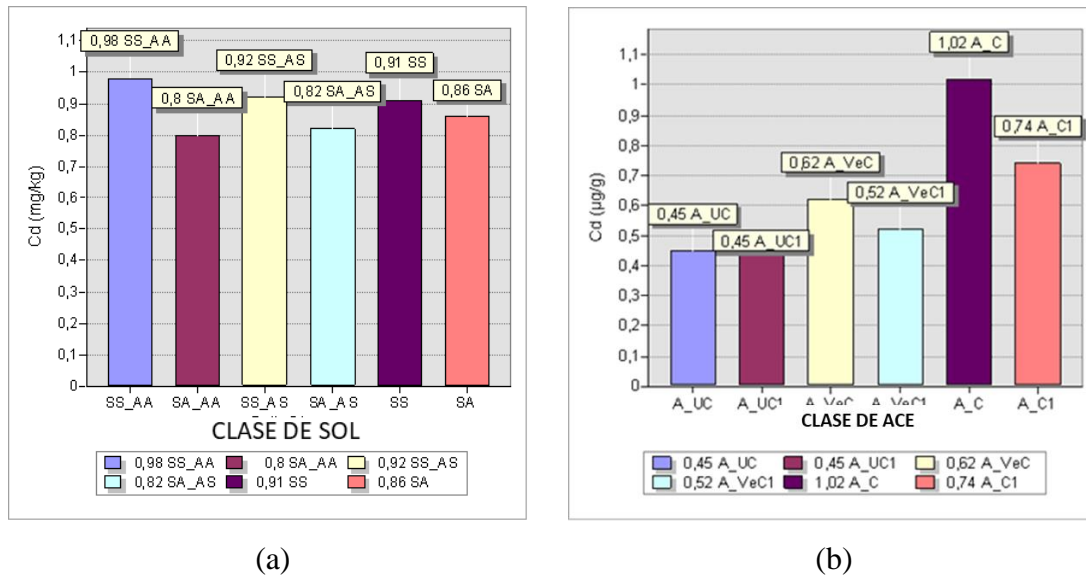 1,1
1
0,9
0,8
0,7
0,6
0,5
0,4
0,3
0,2
0,1
0
Cd (mg/kg)
0,98 SS_AA
0,8 SA_AA
0,92 SS_AS
0,82 SA_AS
0,91 SS
0,86 SA
SS_AA SA_AA SS_AS SA_AS SS SA
CLASE DE SOL
0,98 SS_AA 0,8 SA_AA 0,92 SS_AS
0,82 SA_AS 0,91 SS 0,86 SA
(a)
1,1
1
0,9
0,8
0,7
0,6
0,5
0,4
0,3
0,2
0,1
0
Cd (µg/g)
0,45 A_UC
0,45 A_UC1
0,62 A_VeC
0,52 A_VeC1
1,02 A_C
0,74 A_C1
A_UC A_UC1 A_VeC A_VeC1 A_C A_C1
CLASE DE ACE
0,45 A_UC 0,45 A_UC1 0,62 A_VeC
0,52 A_VeC1 1,02 A_C 0,74 A_C1
(b)